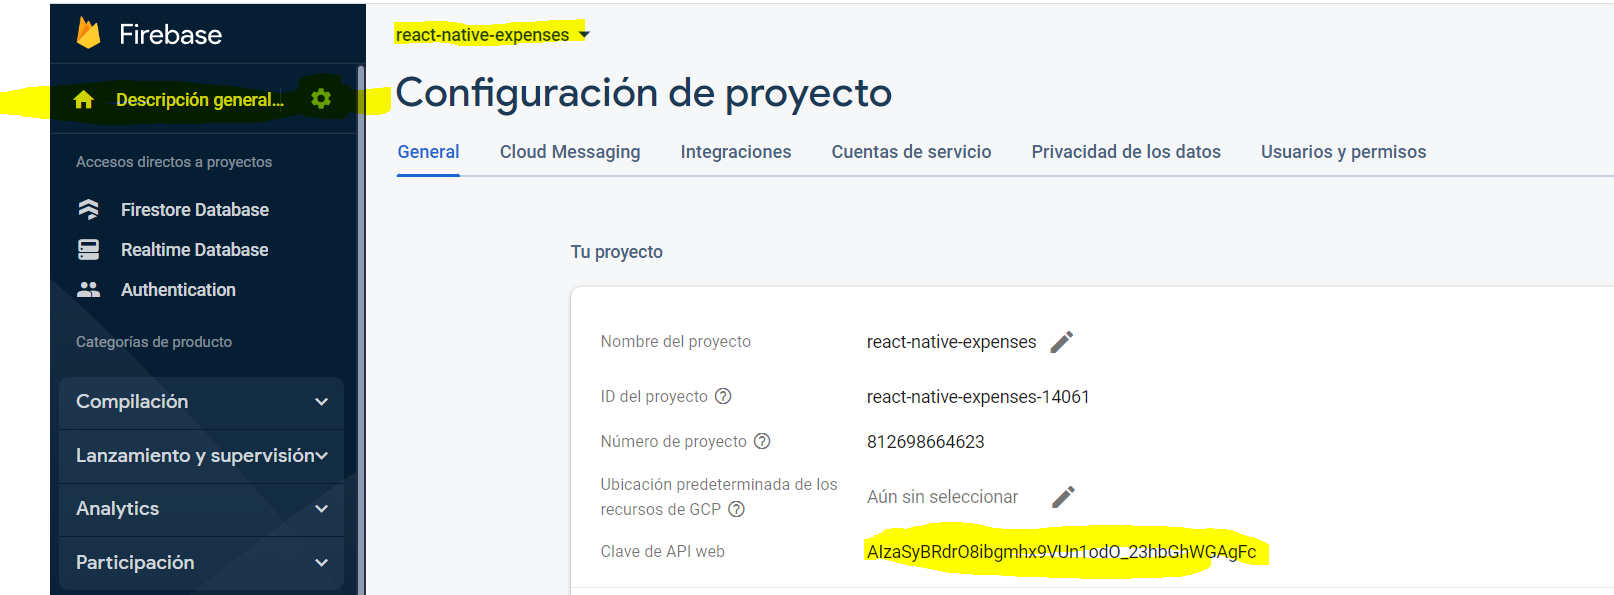 Firebase
react-native-expenses
Descripción general...
Configuración de proyecto
General Cloud Messaging Integraciones Cuentas de servicio Privacidad de los datos Usuarios y permisos
Accesos directos a proyectos
Firestore Database
Realtime Database
Authentication
Categorías de producto
Compilación
Lanzamiento y supervisión
Analytics
Participación
Tu proyecto
Nombre del proyecto react-native-expenses
ID del proyecto react-native-expenses-14061
Número de proyecto 812698664623
Ubicación predeterminada de los
recursos de GCP Aún sin seleccionar
Clave de API web AIzaSyBRdrO8ibgmhx9VUn1odO_23hbGhWGAgFc